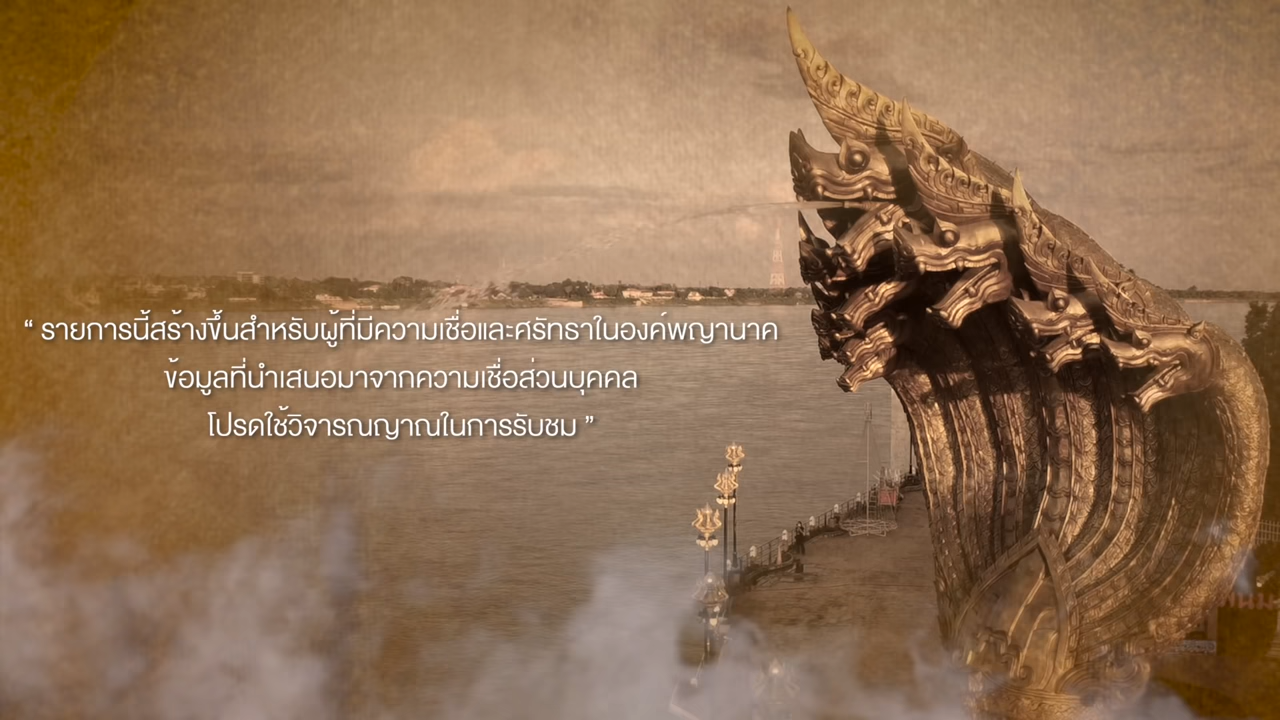 “ รายการนี้สร้างขึ้นสำหรับผู้ที่มีความเชื่อและศรัทธาในองค์พญานาค
ข้อมูลที่นำเสนอมาจากความเชื่อส่วนบุคคล
โปรดใช้วิจารณญาณในการรับชม ”